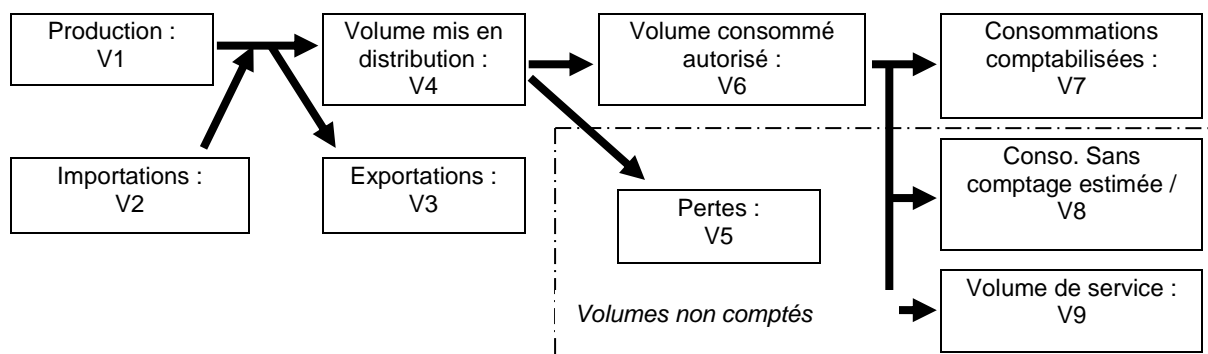 Production :
V1
Volume mis en
distribution :
V4
Volume consommé
autorisé :
V6
Consommations
comptabilisées :
V7
Importations :
V2
Exportations :
V3
Pertes :
V5
Conso. Sans
comptage estimée /
V8
Volumes non comptés
Volume de service :
V9